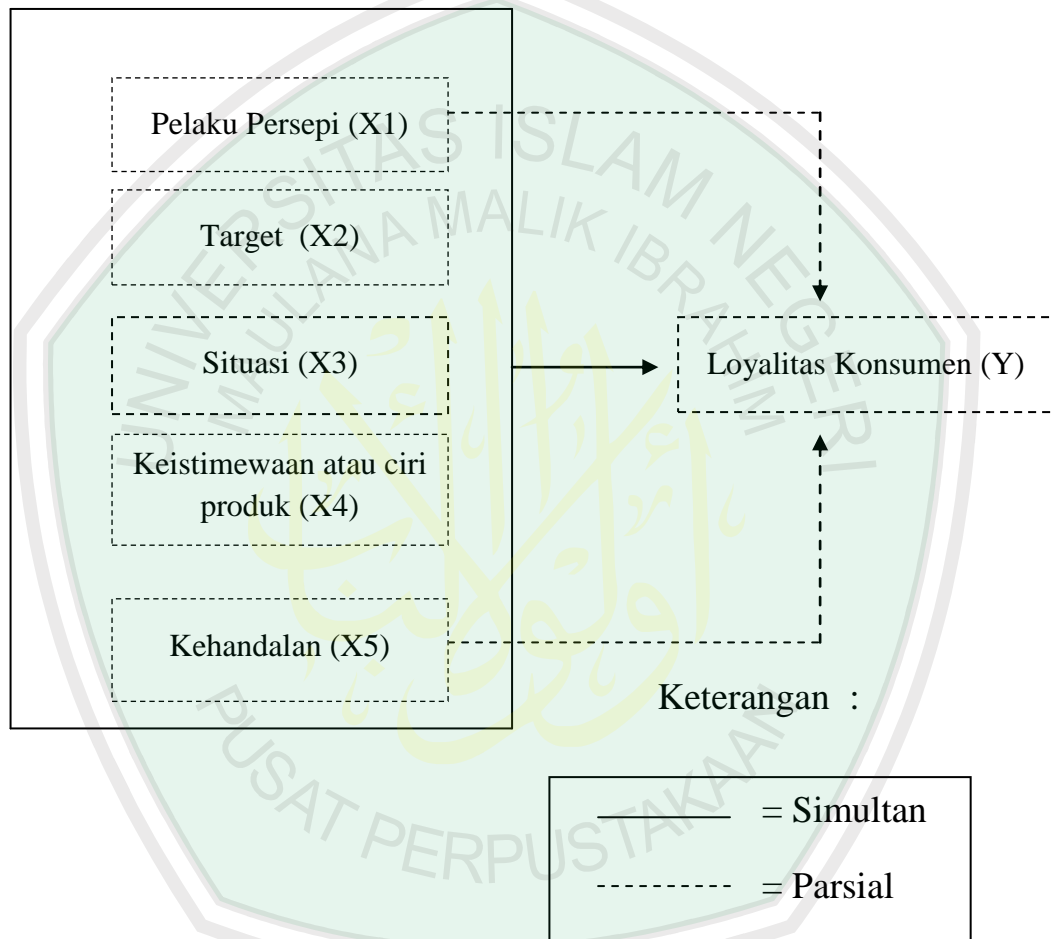 Pelaku Persepi (X1)
Target (X2)
Situasi (X3)
Keistimewaan atau ciri
produk (X4)
Kehandalan (X5)
Loyalitas Konsumen (Y)
Keterangan :
= Simultan
= Parsial
UNIVERSITAS ISLAM NEGERI
MAULANA MALIK IBRAHIM
PUSAT PERPUSTAKAAN